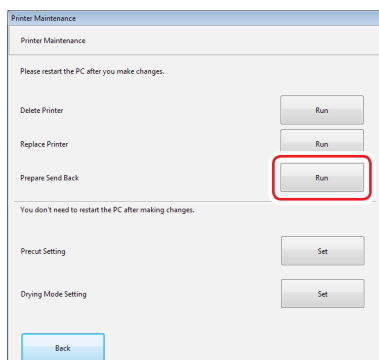 Printer Maintenance
Printer Maintenance
Please restart the PC after you make changes.
Delete Printer Run
Replace Printer Run
Prepare Send Back Run
You don't need to restart the PC after making changes.
Precut Setting Set
Drying Mode Setting Set
Back